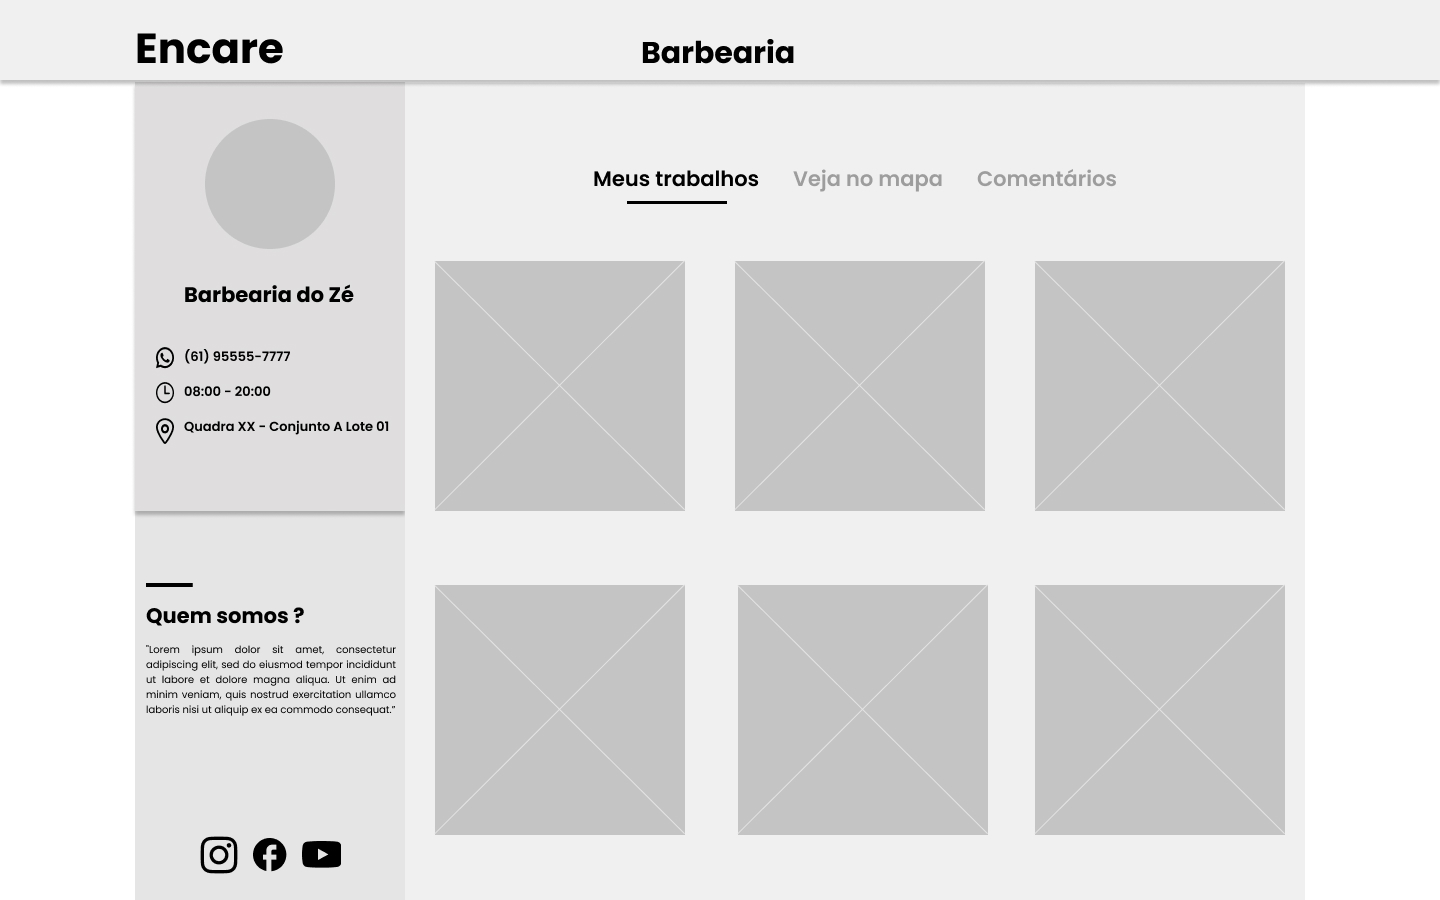 Encare
Barbearia
Barbearia do Zé
(61) 95555-7777
08:00 - 20:00
Quadra XX - Conjunto A Lote 01
Quem somos ?
"Lorem ipsum dolor sit amet, consectetur
adipiscing elit, sed do eiusmod tempor incididunt
ut labore et dolore magna aliqua. Ut enim ad
minim veniam, quis nostrud exercitation ullamco
laboris nisi ut aliquip ex ea commodo consequat.”
Meus trabalhos
Veja no mapa
Comentários